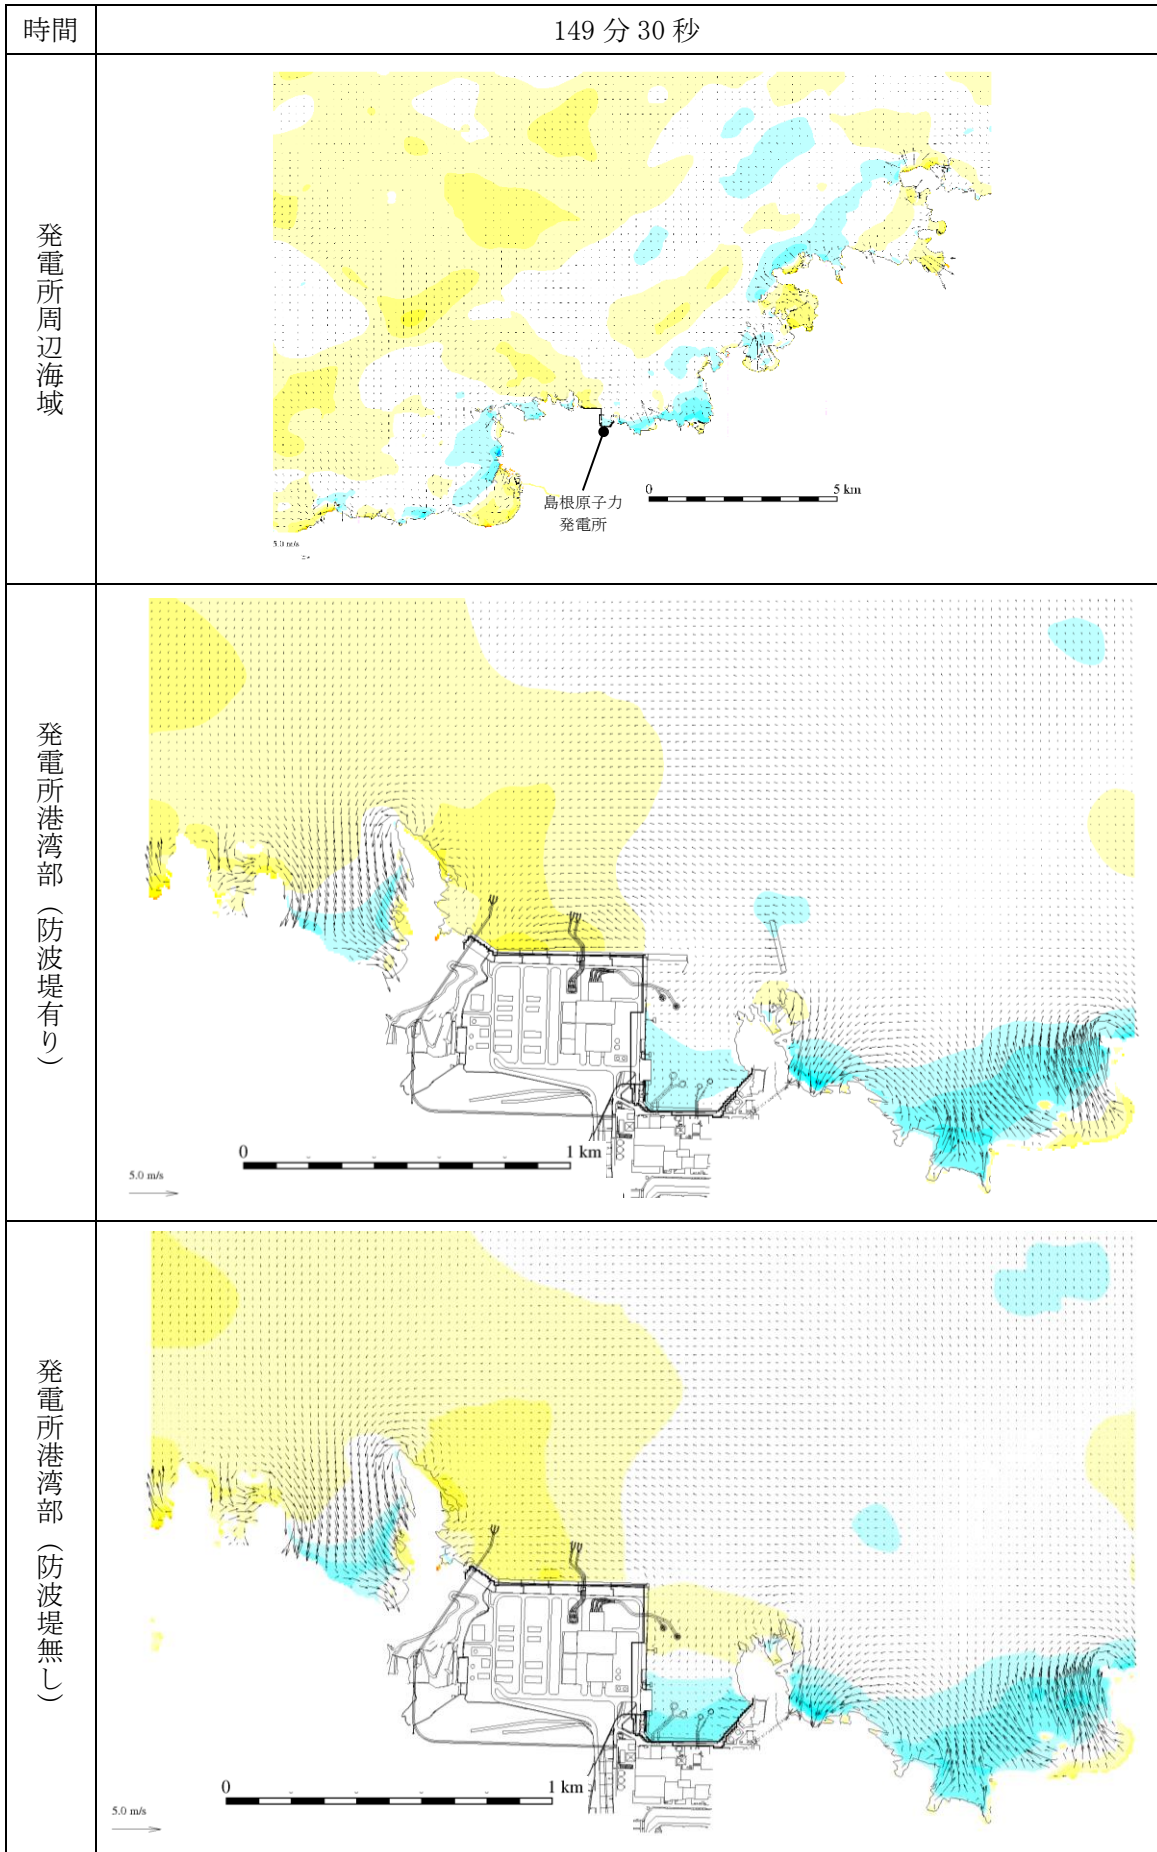 時間
149 分 30 秒
発電所周辺海域
島根原子力
発電所
0
5 km
5.0 m/s
発電所港湾部（防波堤有り）
0
1 km
5.0 m/s
発電所港湾部（防波堤無し）
0
1 km
5.0 m/s